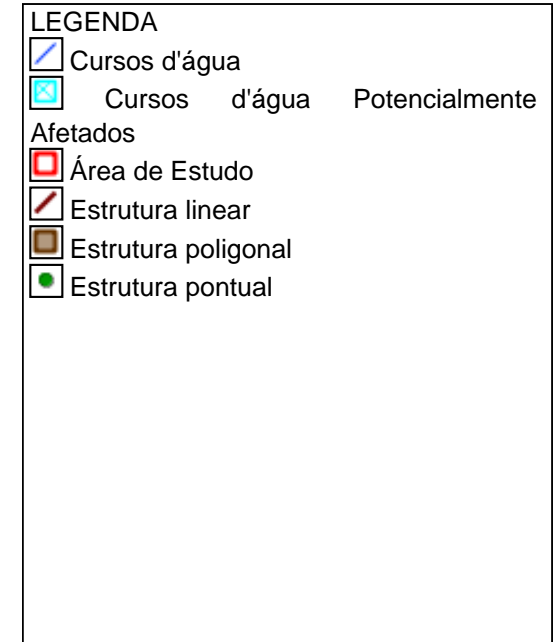 LEGENDA
Cursos d'água
Cursos d'água Potencialmente
Afetados
Área de Estudo
Estrutura linear
Estrutura poligonal
Estrutura pontual